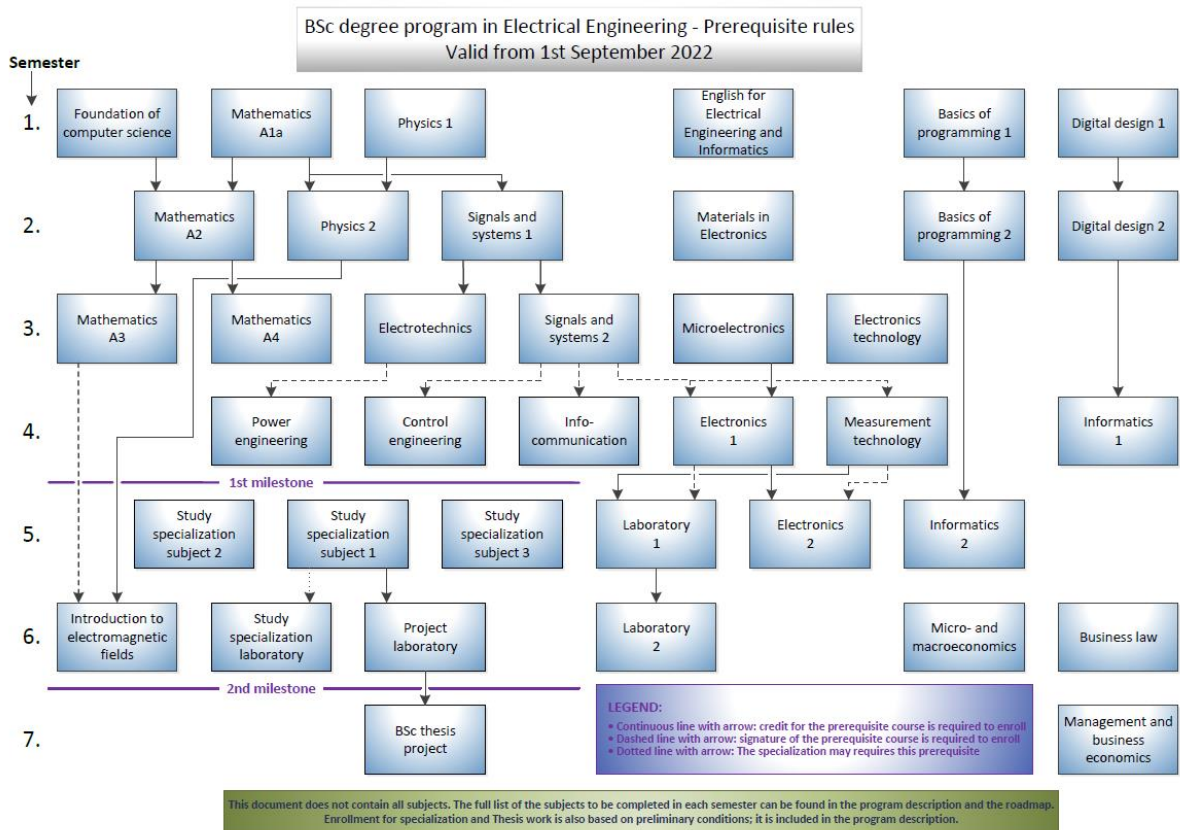 BSc degree program in Electrical Engineering - Prerequisite rules
Valid from 1st September 2022
Semester
1.
Foundation of
computer science
Mathematics
A1a
Physics 1
English for
Electrical
Engineering and
Informatics
Basics of
programming 1
Digital design 1
2.
Mathematics
A2
Physics 2
Signals and
systems 1
Materials in
Electronics
Basics of
programming 2
Digital design 2
3.
Mathematics
A3
Mathematics
A4
Electrotechnics
Signals and
systems 2
Microelectronics
Electronics
technology
4.
Power
engineering
Control
engineering
Info-
communication
Electronics
1
Measurement
technology
Informatics
1
1st milestone
5.
Study
specialization
subject 2
Study
specialization
subject 1
Study
specialization
subject 3
Laboratory
1
Electronics
2
Informatics
2
6.
Introduction to
electromagnetic
fields
Study
specialization
laboratory
Project
laboratory
Laboratory
2
Micro- and
macroeconomics
Business law
2nd milestone
7.
BSc thesis
project
LEGEND:
• Continuous line with arrow: credit for the prerequisite course is required to enroll
• Dashed line with arrow: signature of the prerequisite course is required to enroll
• Dotted line with arrow: The specialization may requires this prerequisite
Management and
business
economics
This document does not contain all subjects. The full list of the subjects to be completed in each semester can be found in the program description and the roadmap.
Enrollment for specialization and Thesis work is also based on preliminary conditions; it is included in the program description.